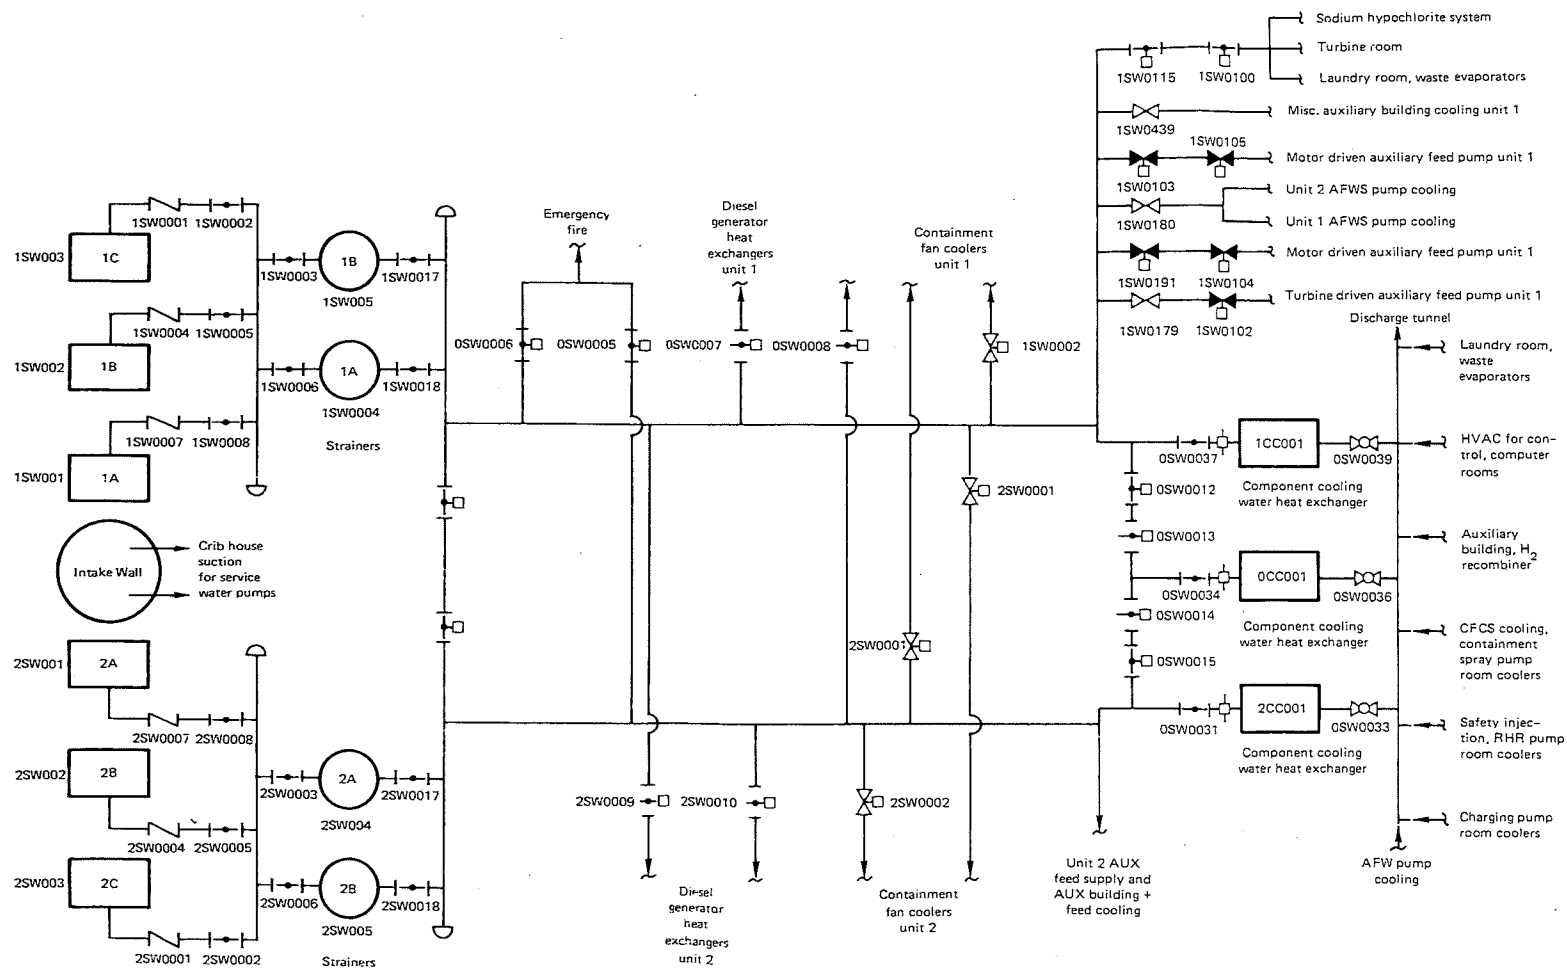 Sodium hypochlorite system
Turbine room
1SW0115
1SW0100
Laundry room, waste evaporators
Misc. auxiliary building cooling unit 1
1SW0439
1SW0105
Motor driven auxiliary feed pump unit 1
1SW0103
Unit 2 AFWS pump cooling
1SW0180
Unit 1 AFWS pump cooling
Motor driven auxiliary feed pump unit 1
1SW0191
1SW0104
Turbine driven auxiliary feed pump unit 1
1SW0179
1SW0102
Discharge tunnel
1SW0001
1SW0002
1SW003
1C
1SW0003
1B
1SW0017
1SW005
1SW0004
1SW0005
1SW002
1B
1SW0006
1A
1SW0018
1SW0004
1SW0007
1SW0008
Strainers
1SW001
1A
Emergency
fire
Diesel
generator
heat
exchangers
unit 1
Containment
fan coolers
unit 1
0SW0006
0SW0005
0SW0007
0SW0008
1SW0002
2SW0001
Laundry room,
waste
evaporators
0SW0037
1CC001
0SW0039
HVAC for con-
trol, computer
rooms
0SW0012
Component cooling
water heat exchanger
0SW0013
Auxiliary
building, H2
recombiner
Intake Wall
Crib house
suction
for service
water pumps
0SW0034
0CC001
0SW0036
0SW0014
Component cooling
water heat exchanger
CFCS cooling,
containment
spray pump
room coolers
2SW0001
0SW0015
0SW0031
2CC001
0SW0033
Safety injec-
tion, RHR pump
room coolers
Component cooling
water heat exchanger
Charging pump
room coolers
AFW pump
cooling
2SW001
2A
2SW0007
2SW0008
2SW002
2B
2SW0003
2A
2SW0017
2SW004
2SW0004
2SW0005
2SW003
2C
2SW0006
2B
2SW0018
2SW005
2SW0001
2SW0002
Strainers
2SW0009
2SW0010
2SW0002
Diesel
generator
heat
exchangers
unit 2
Containment
fan coolers
unit 2
Unit 2 AUX
feed supply and
AUX building +
feed cooling